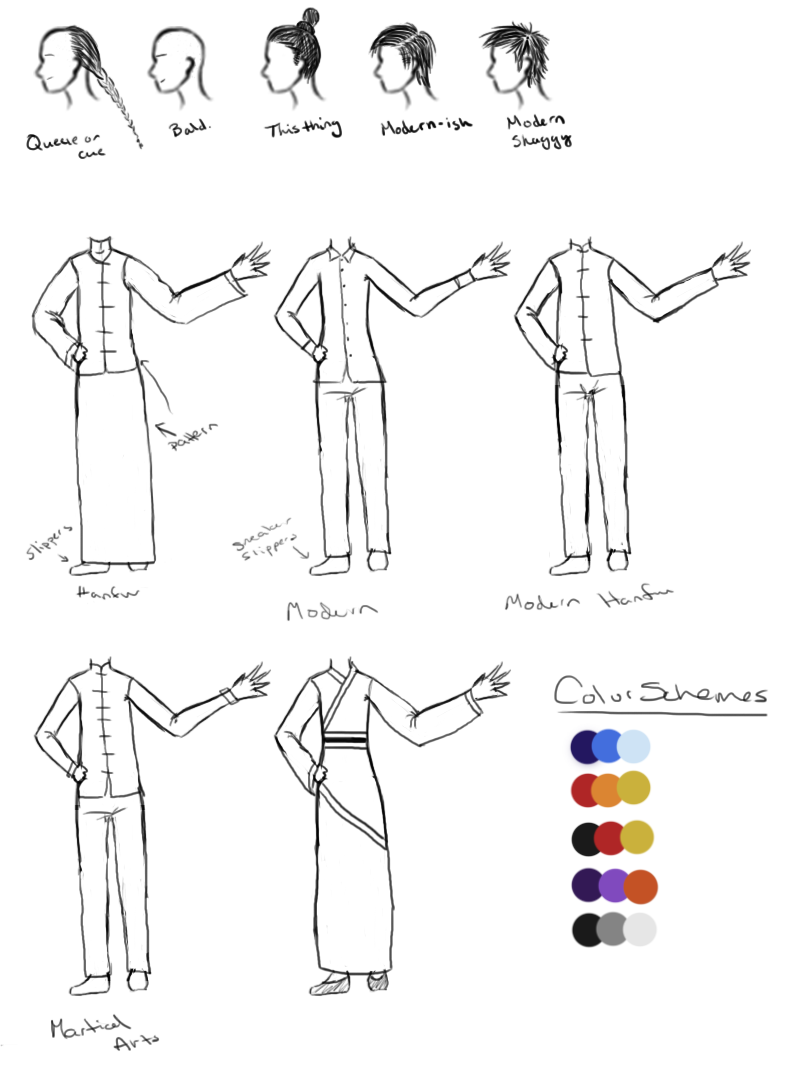 Queue or
cue
Bald.
This thing
Modern-ish
Modern
Shaggy
pattern
slippers
Hanfu
sneaker
slippers
Modern
Modern Hanfu
Color Schemes
Martical
Arts